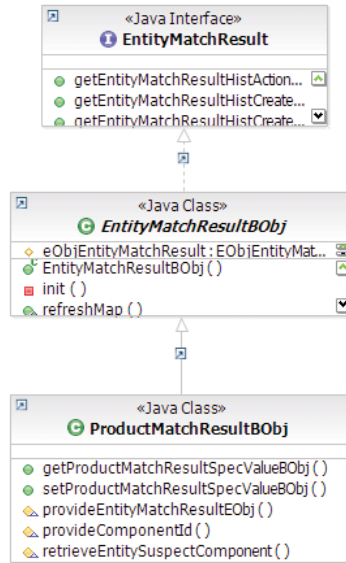 «Java Interface»
I EntityMatchResult
getEntityMatchResultHistAction...
getEntityMatchResultHistCreate...
getEntityMatchResultHistCreate...
«Java Class»
C EntityMatchResultBObj
eObjEntityMatchResult : EObjEntityMat...
EntityMatchResultBObj ( )
init ( )
refreshMap ( )
«Java Class»
C ProductMatchResultBObj
getProductMatchResultSpecValueBObj ( )
setProductMatchResultSpecValueBObj ( )
provideEntityMatchResultEObj ( )
provideComponentId ( )
retrieveEntitySuspectComponent ( )